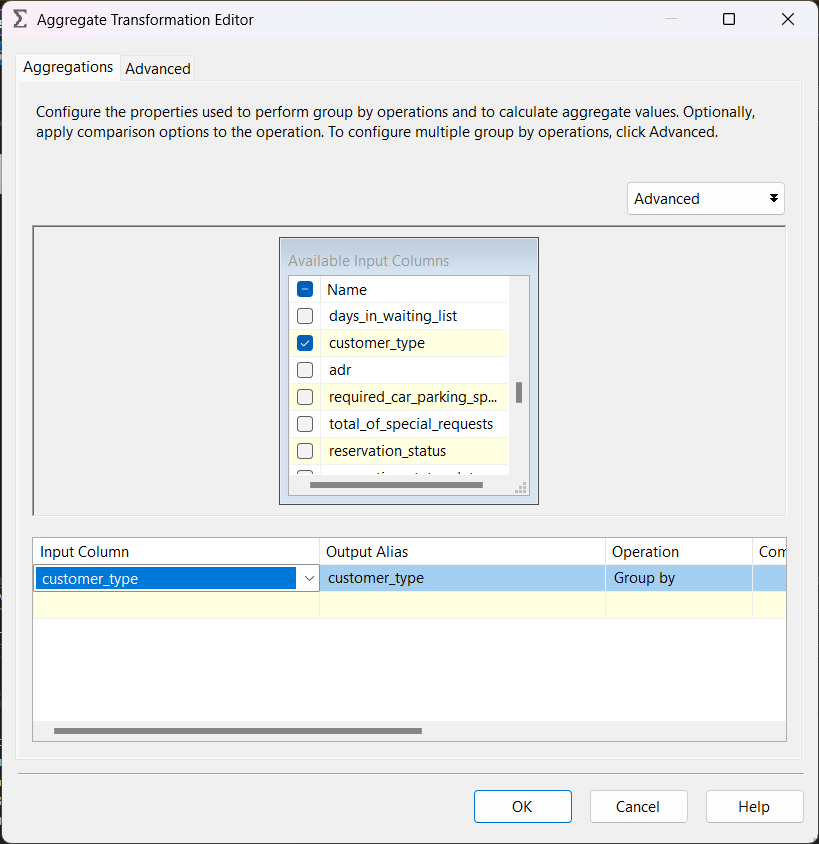 Aggregate Transformation Editor
Aggregations Advanced
Configure the properties used to perform group by operations and to calculate aggregate values. Optionally,
apply comparison options to the operation. To configure multiple group by operations, click Advanced.
Advanced
Available Input Columns
Name
days_in_waiting_list
customer_type
adr
required_car_parking_sp...
total_of_special_requests
reservation_status
Input Column Output Alias Operation Com
customer_type customer_type Group by
OK Cancel Help